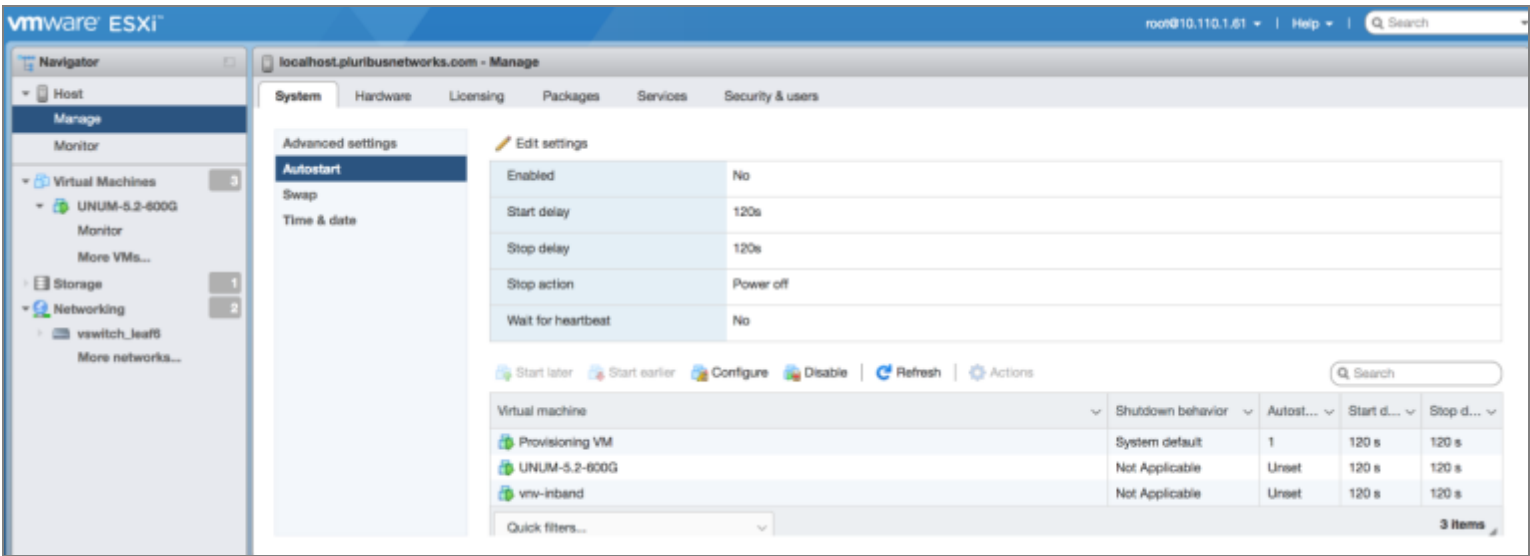 vmware ESXi™
root@10.110.1.61 | Help | Search
Navigator
localhost.pluribusnetworks.com - Manage
Host
Manage
Monitor
Virtual Machines 3
UNUM-5.2-600G
Monitor
More VMs...
Storage 1
Networking 2
vswitch_leaf6
More networks...
System Hardware Licensing Packages Services Security & users
Advanced settings
Autostart
Swap
Time & date
Edit settings
Enabled No
Start delay 120s
Stop delay 120s
Stop action Power off
Wait for heartbeat No
Start later Start earlier Configure Disable | Refresh | Actions Search
Virtual machine Shutdown behavior Autost... Start d... Stop d...
Provisioning VM System default 1 120 s 120 s
UNUM-5.2-600G Not Applicable Unset 120 s 120 s
vnv-inband Not Applicable Unset 120 s 120 s
Quick filters... 3 items